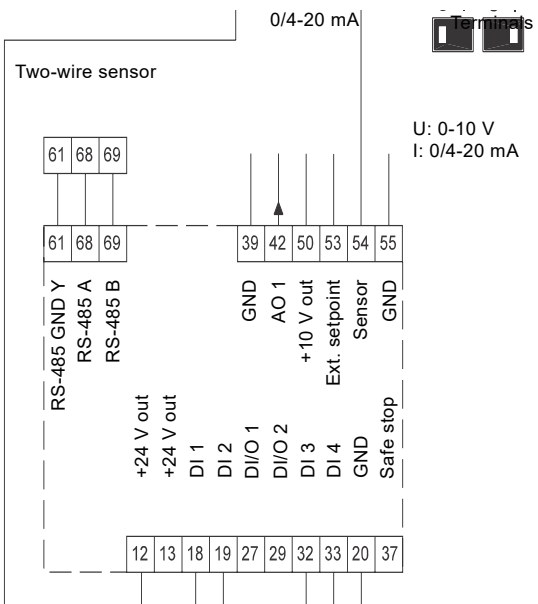 0/4-20 mA
Terminals
Two-wire sensor
U: 0-10 V
I: 0/4-20 mA
61 68 69
61 68 69
39 42 50 53 54 55
RS-485 GND Y
RS-485 A
RS-485 B
GND
AO 1
+10 V out
Ext. setpoint
Sensor
GND
+24 V out
+24 V out
DI 1
DI 2
DI/O 1
DI/O 2
DI 3
DI 4
GND
Safe stop
12 13 18 19 27 29 32 33 20 37